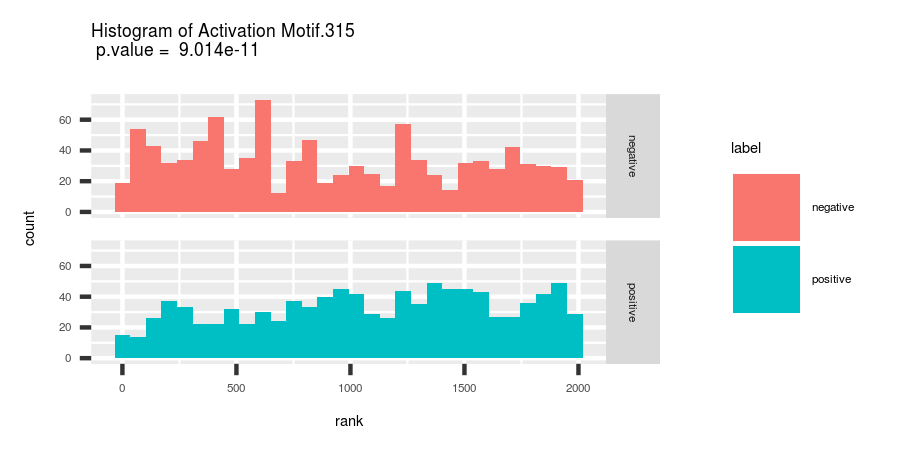 Histogram of Activation Motif.315
p.value = 9.014e-11
count
60
40
20
0
negative
60
40
20
0
positive
0 500 1000 1500 2000
rank
label
negative
positive